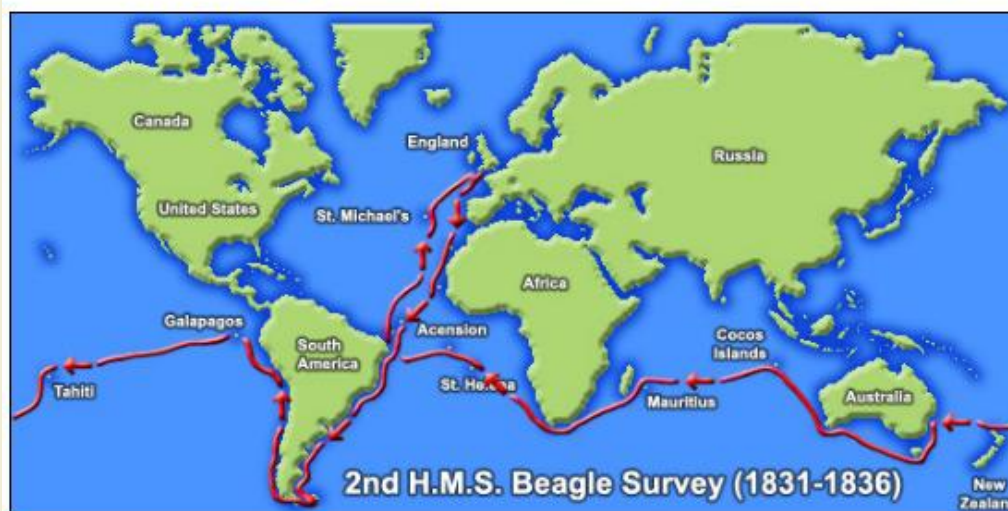 Canada
England
Russia
United States
St. Michael's
Africa
Galapagos
Acension
Cocos
Islands
South
America
Tahiti
St. Helena
Mauritius
Australia
2nd H.M.S. Beagle Survey (1831-1836)
New
Zealan